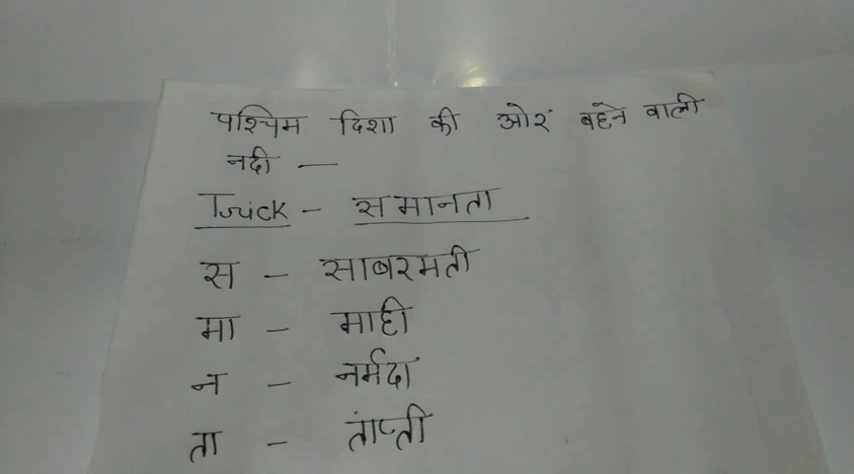 पश्चिम दिशा की ओर बहने वाली
नदी —
Trick - समानता
स - साबरमती
मा - माही
न - नर्मदा
ता - ताप्ती